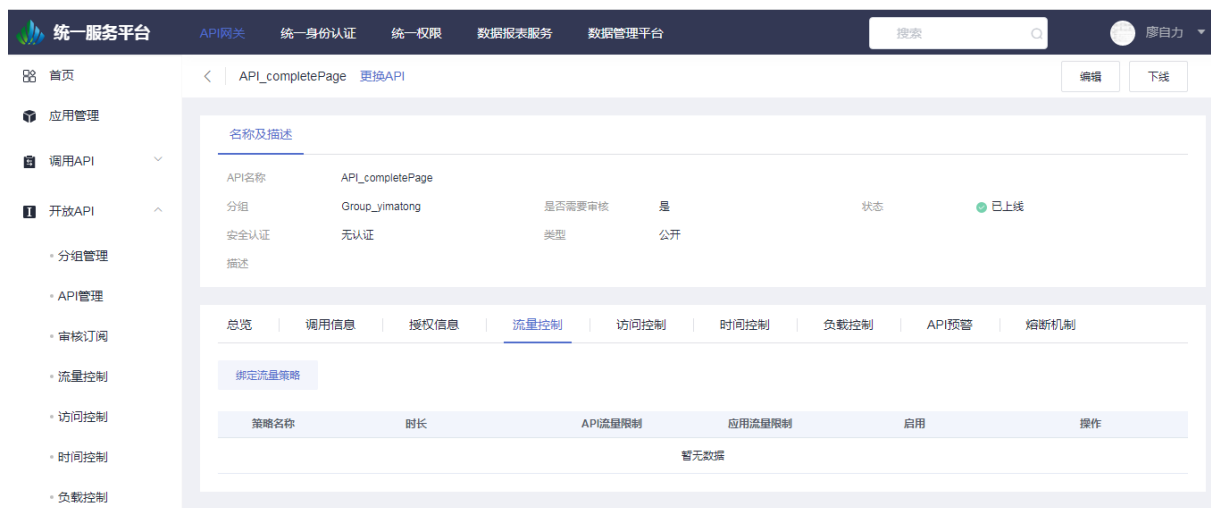 统一服务平台 API网关 统一身份认证 统一权限 数据报表服务 数据管理平台 搜索 廖自力
首页
API_completePage 更换API 编辑 下线
应用管理
名称及描述
调用API
API名称 API_completePage
开放API
分组 Group_yimatong 是否需要审核 是 状态 已上线
安全认证 无认证 类型 公开
分组管理
描述
API管理
总览 调用信息 授权信息 流量控制 访问控制 时间控制 负载控制 API预警 熔断机制
审核订阅
流量控制
绑定流量策略
访问控制
策略名称 时长 API流量限制 应用流量限制 启用 操作
时间控制
暂无数据
负载控制